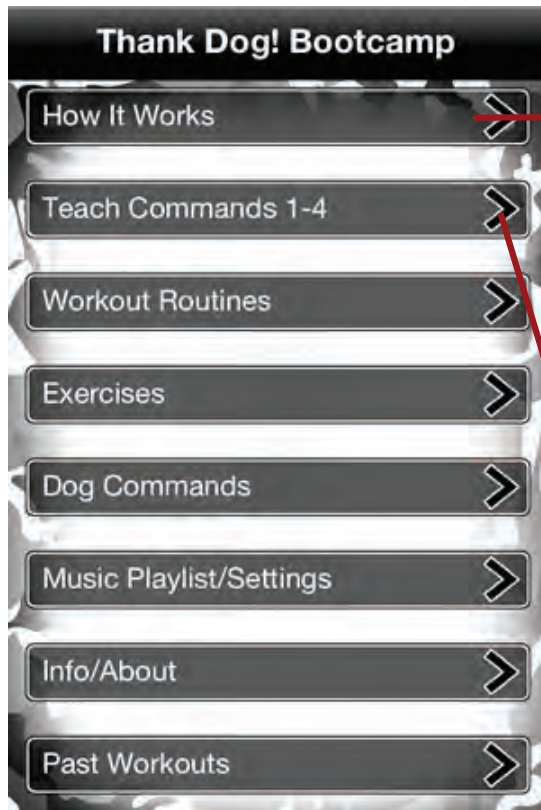 Thank Dog! Bootcamp
How It Works
Teach Commands 1-4
Workout Routines
Exercises
Dog Commands
Music Playlist/Settings
Info/About
Past Workouts